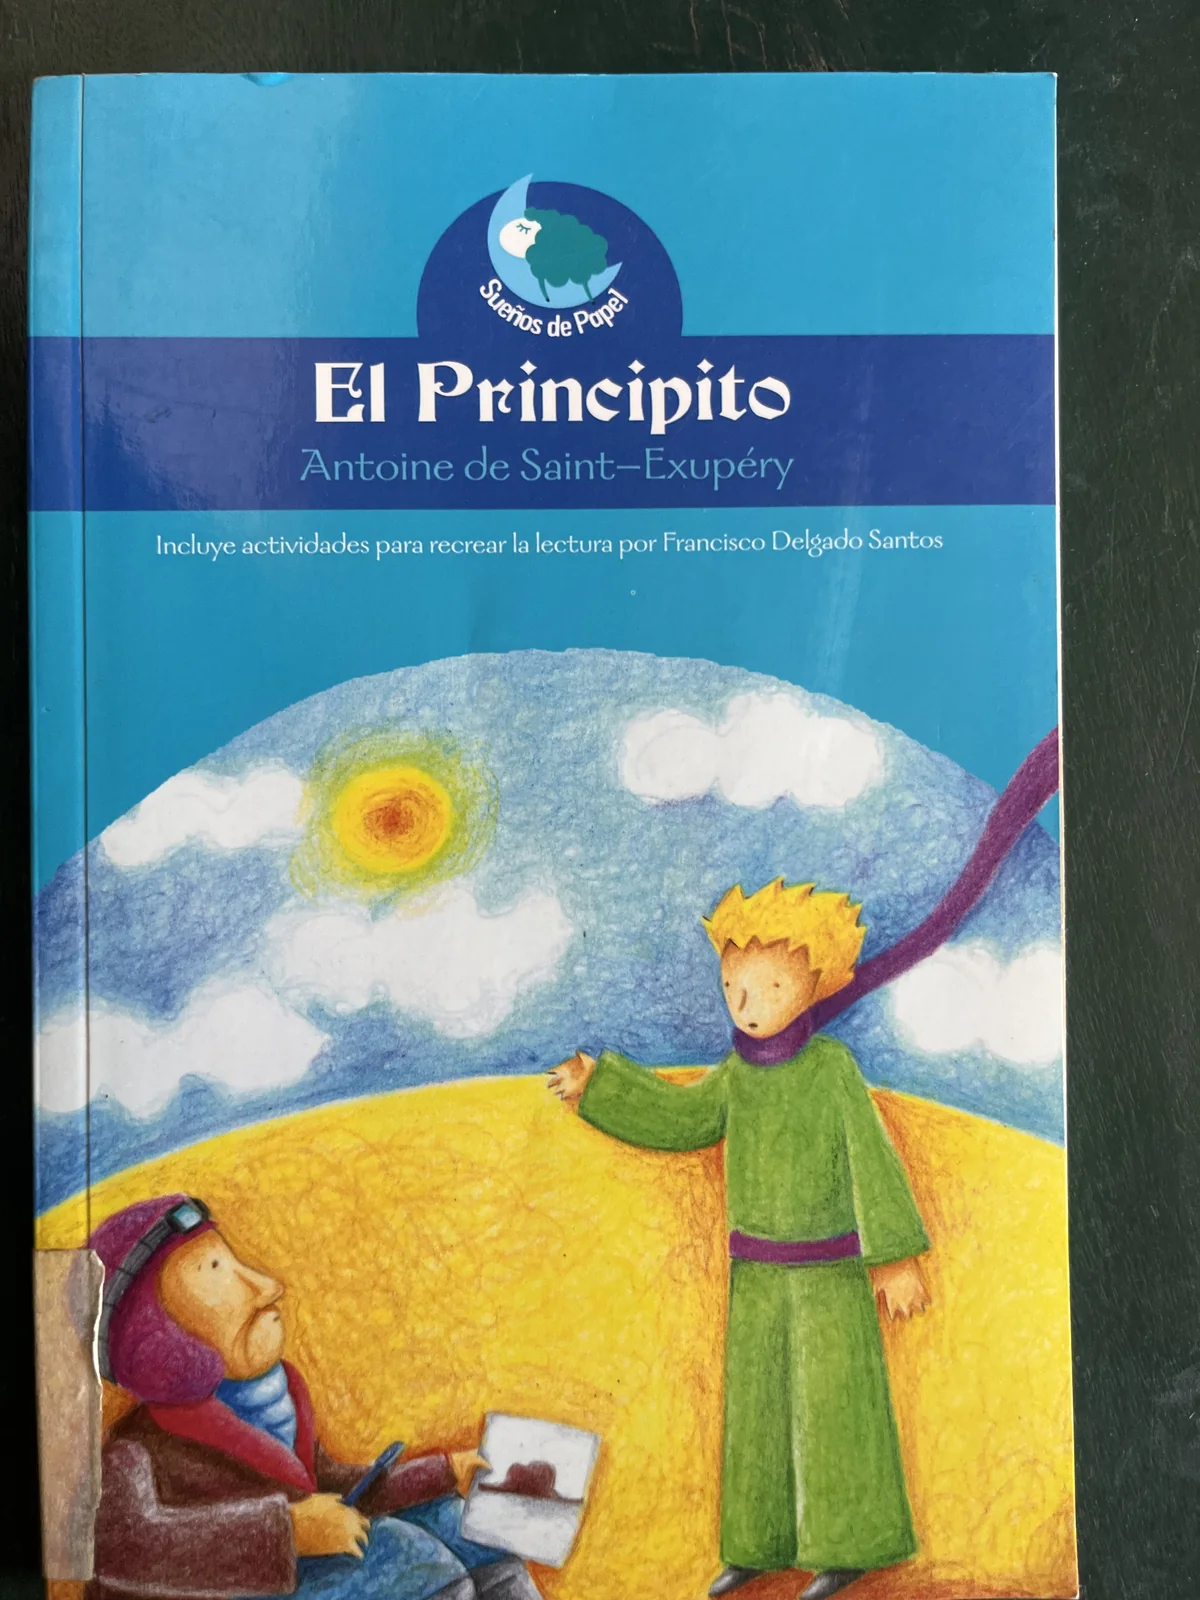 Sueños de Papel
El Principito
Antoine de Saint-Exupéry
Incluye actividades para recrear la lectura por Francisco Delgado Santos